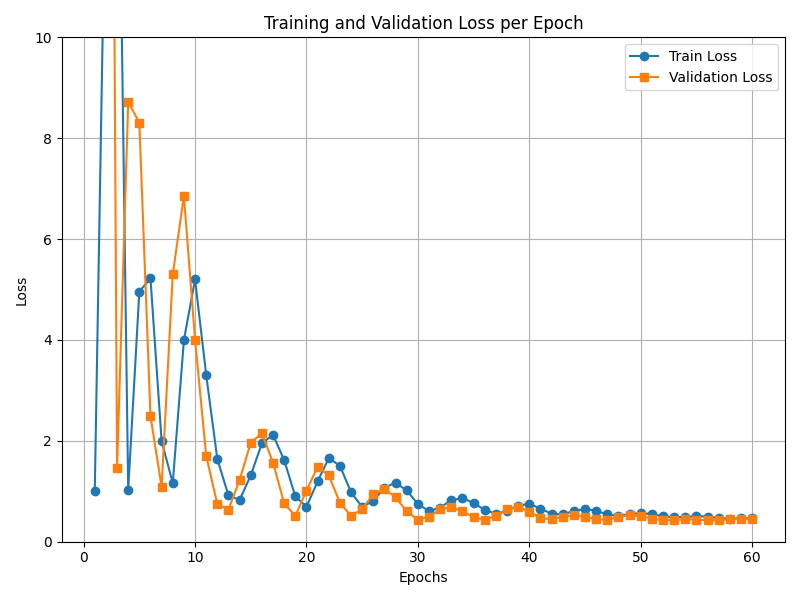 Training and Validation Loss per Epoch
Train Loss
Validation Loss
Loss
10
8
6
4
2
0
0 10 20 30 40 50 60
Epochs